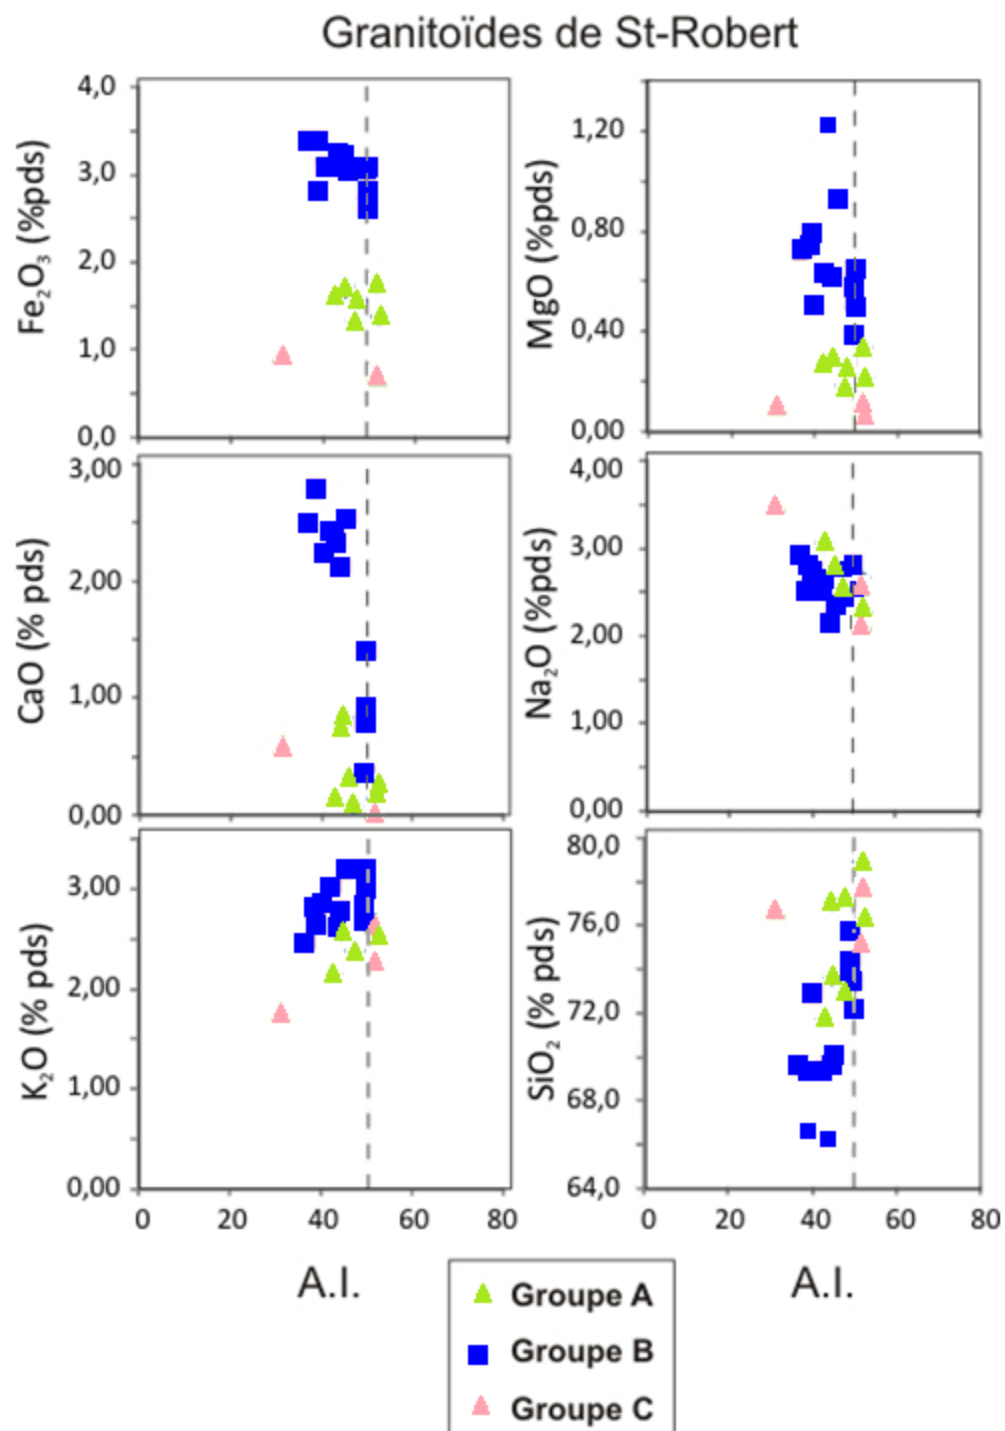 Granitoïdes de St-Robert
Fe₂O₃ (%pds)
4,0
3,0
2,0
1,0
0,0
MgO (%pds)
1,20
0,80
0,40
0,00
CaO (% pds)
3,00
2,00
1,00
0,00
Na₂O (%pds)
4,00
3,00
2,00
1,00
0,00
K₂O (% pds)
3,00
2,00
1,00
0,00
0 20 40 60 80
A.I.
SiO₂ (% pds)
80,0
76,0
72,0
68,0
64,0
0 20 40 60 80
A.I.
Groupe A
Groupe B
Groupe C